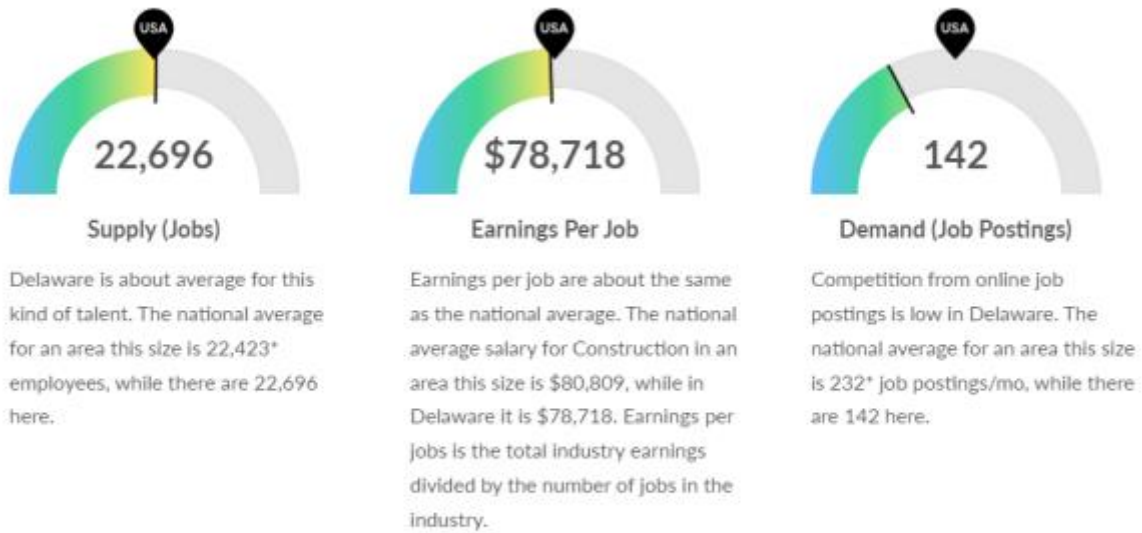 USA
22,696
Supply (Jobs)
Delaware is about average for this
kind of talent. The national average
for an area this size is 22,423*
employees, while there are 22,696
here.
USA
$78,718
Earnings Per Job
Earnings per job are about the same
as the national average. The national
average salary for Construction in an
area this size is $80,809, while in
Delaware it is $78,718. Earnings per
jobs is the total industry earnings
divided by the number of jobs in the
industry.
USA
142
Demand (Job Postings)
Competition from online job
postings is low in Delaware. The
national average for an area this size
is 232* job postings/mo, while there
are 142 here.